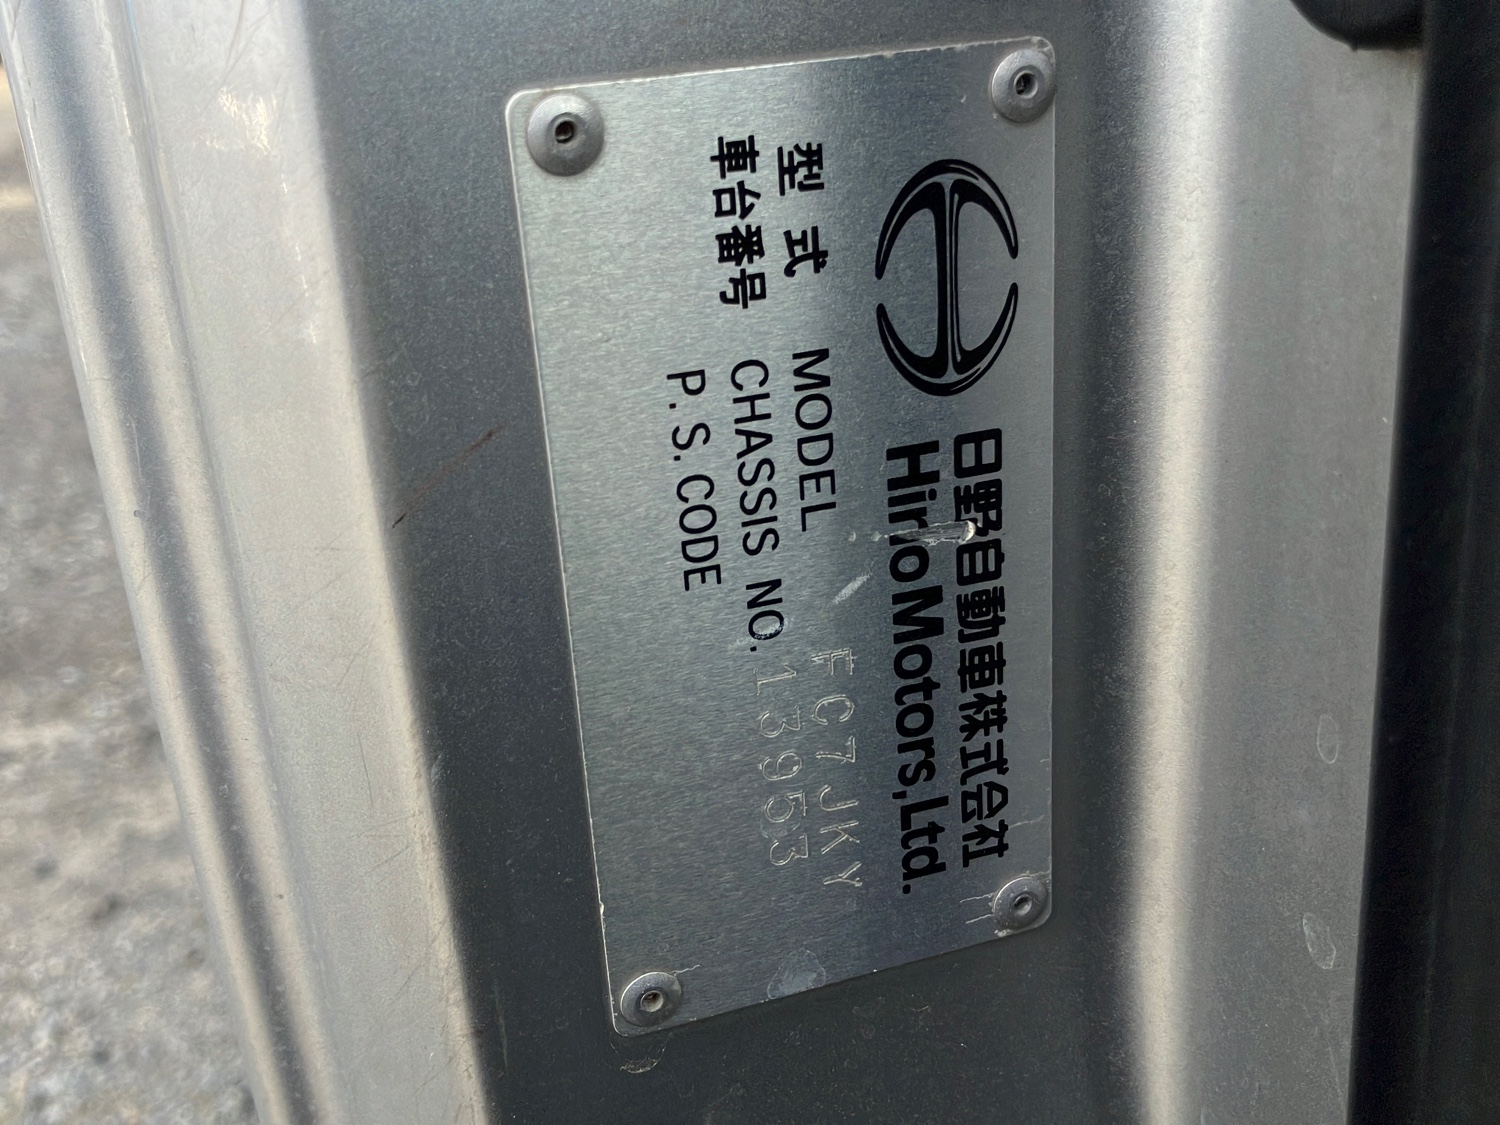 日野自動車株式会社
Hino Motors,Ltd.
型式 MODEL FC7JKY
車台番号 CHASSIS NO. 13953
P.S.CODE